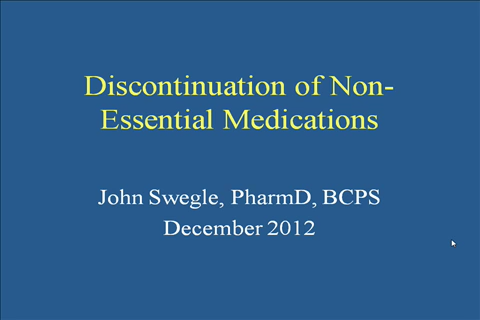 Discontinuation of Non-
Essential Medications
John Swegle, PharmD, BCPS
December 2012